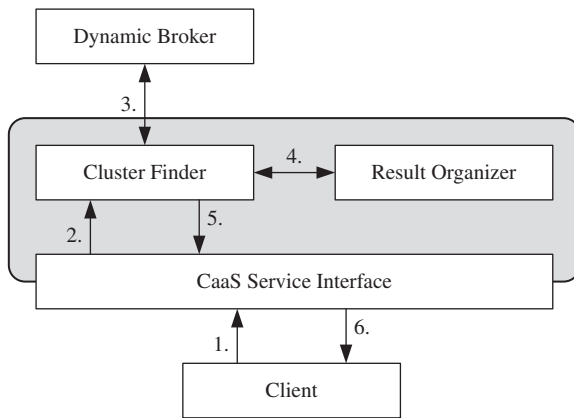 Dynamic Broker
3.
Cluster Finder
4.
Result Organizer
2.
5.
CaaS Service Interface
1.
6.
Client